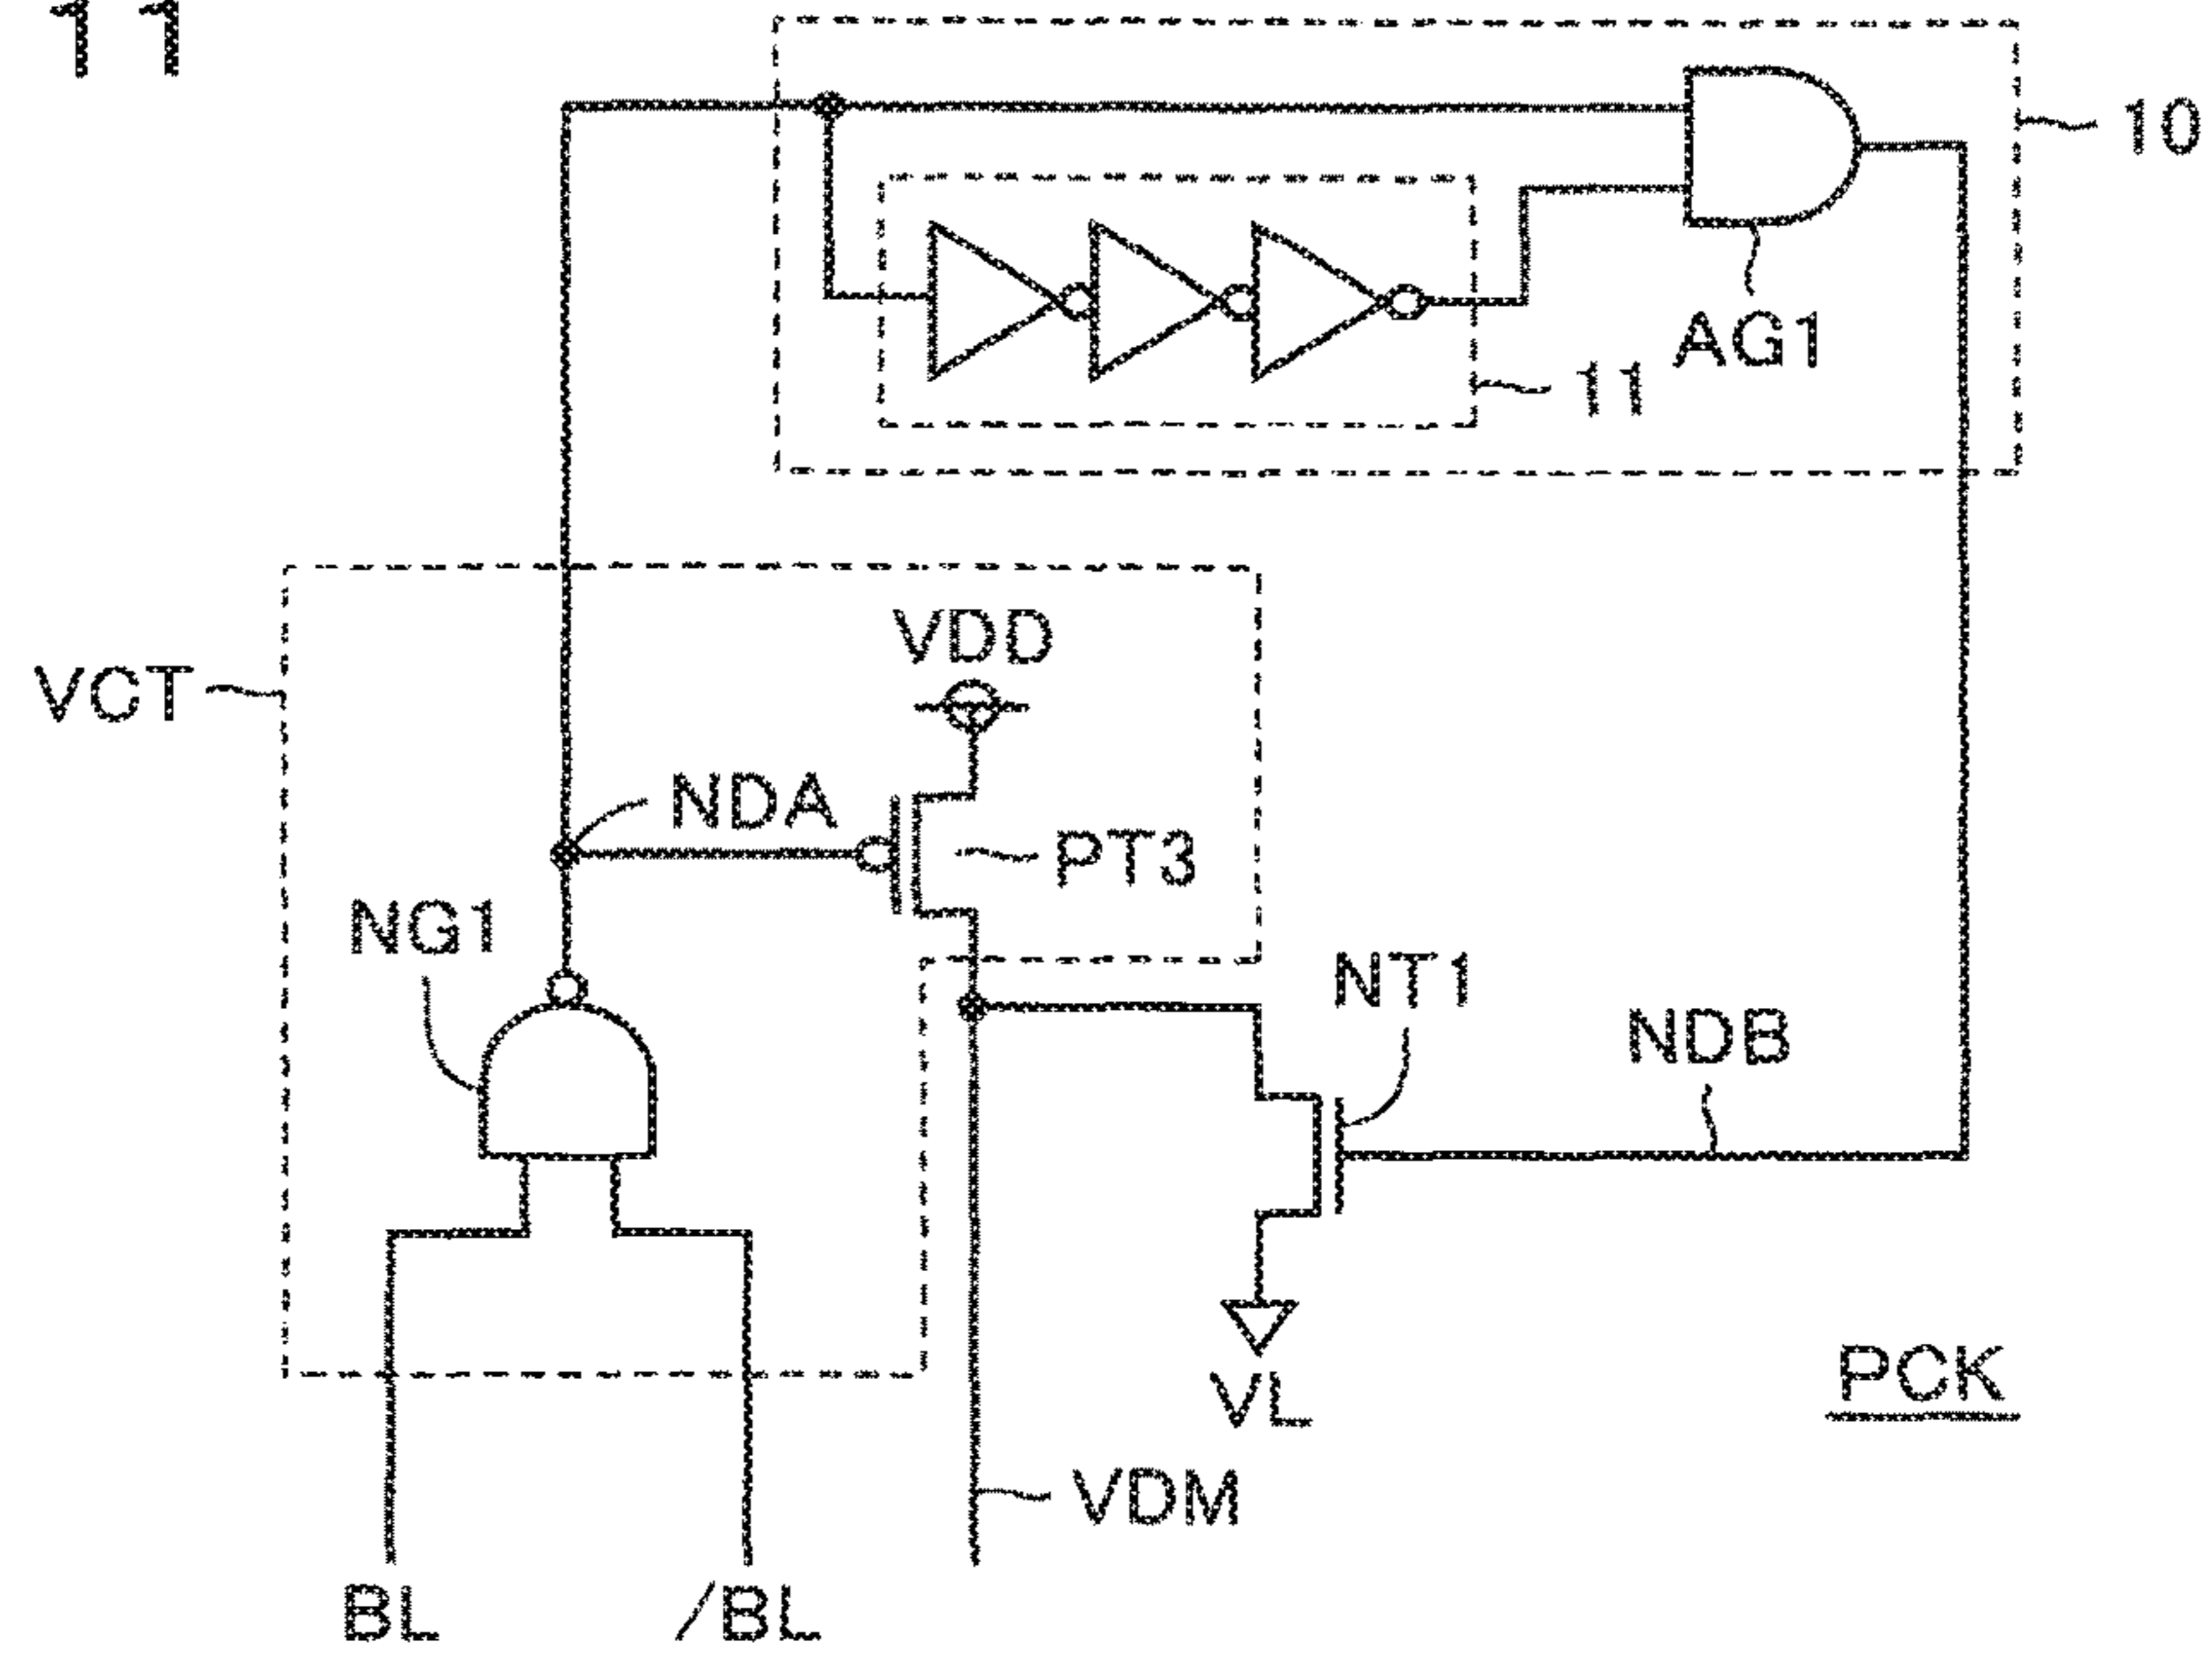 11
10
AG1
11
VDD
VCT
NDA
PT3
NG1
NT1
NDB
VL
PCK
VDM
BL
/BL